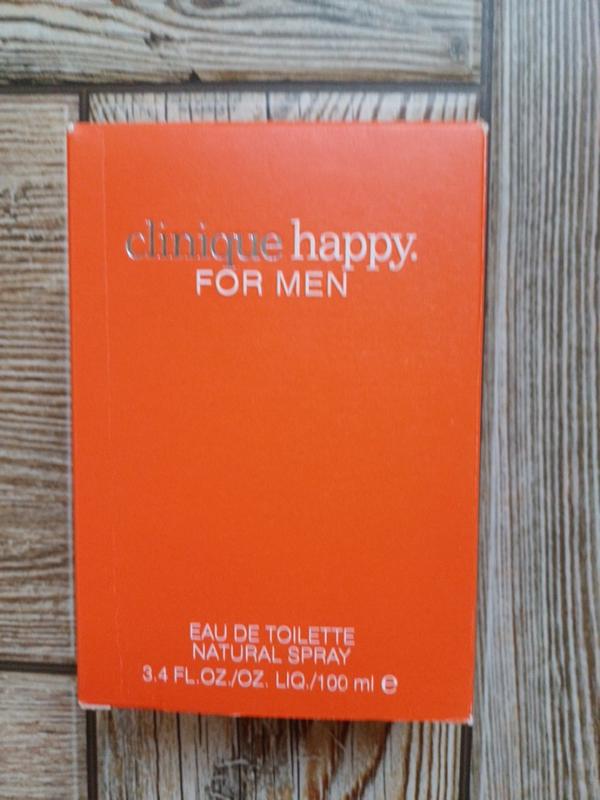 clinique happy.
FOR MEN
EAU DE TOILETTE
NATURAL SPRAY
3.4 FL.OZ./OZ. LIQ./100 ml ℮